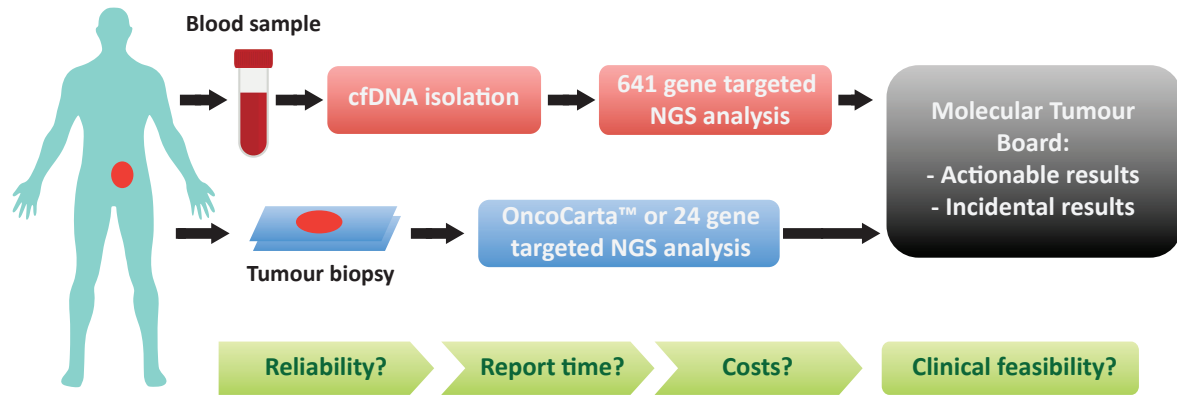 Blood sample
cfDNA isolation
641 gene targeted
NGS analysis
Molecular Tumour
Board:
- Actionable results
- Incidental results
OncoCarta™ or 24 gene
targeted NGS analysis
Tumour biopsy
Reliability?
Report time?
Costs?
Clinical feasibility?